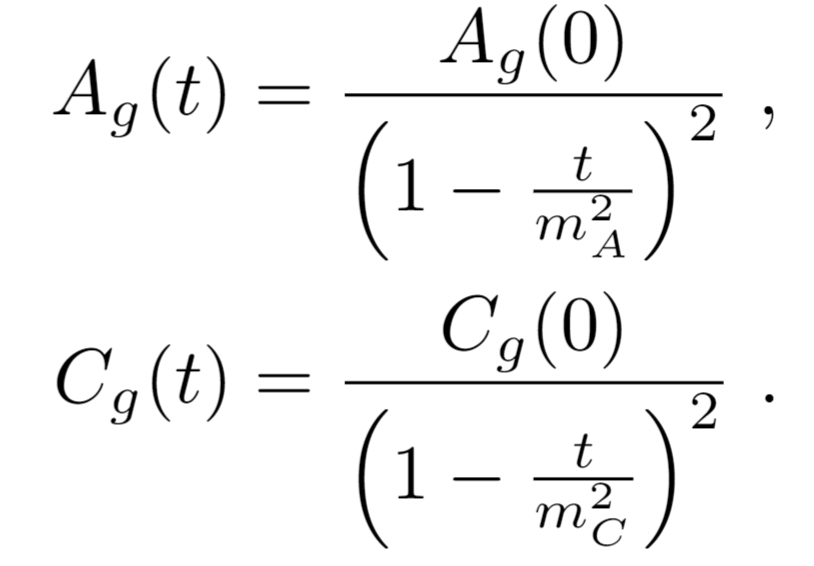 A_g(t) = \frac{A_g(0)}{\left(1 - \frac{t}{m_A^2}\right)^2} ,
C_g(t) = \frac{C_g(0)}{\left(1 - \frac{t}{m_C^2}\right)^2} .